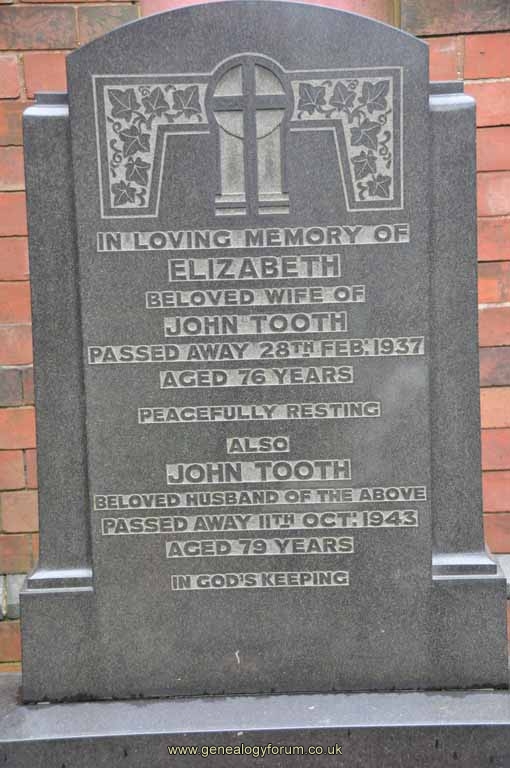 IN LOVING MEMORY OF
ELIZABETH
BELOVED WIFE OF
JOHN TOOTH
PASSED AWAY 28TH FEB: 1937
AGED 76 YEARS
PEACEFULLY RESTING
ALSO
JOHN TOOTH
BELOVED HUSBAND OF THE ABOVE
PASSED AWAY 11TH OCT: 1943
AGED 79 YEARS
IN GOD'S KEEPING
www.genealogyforum.co.uk